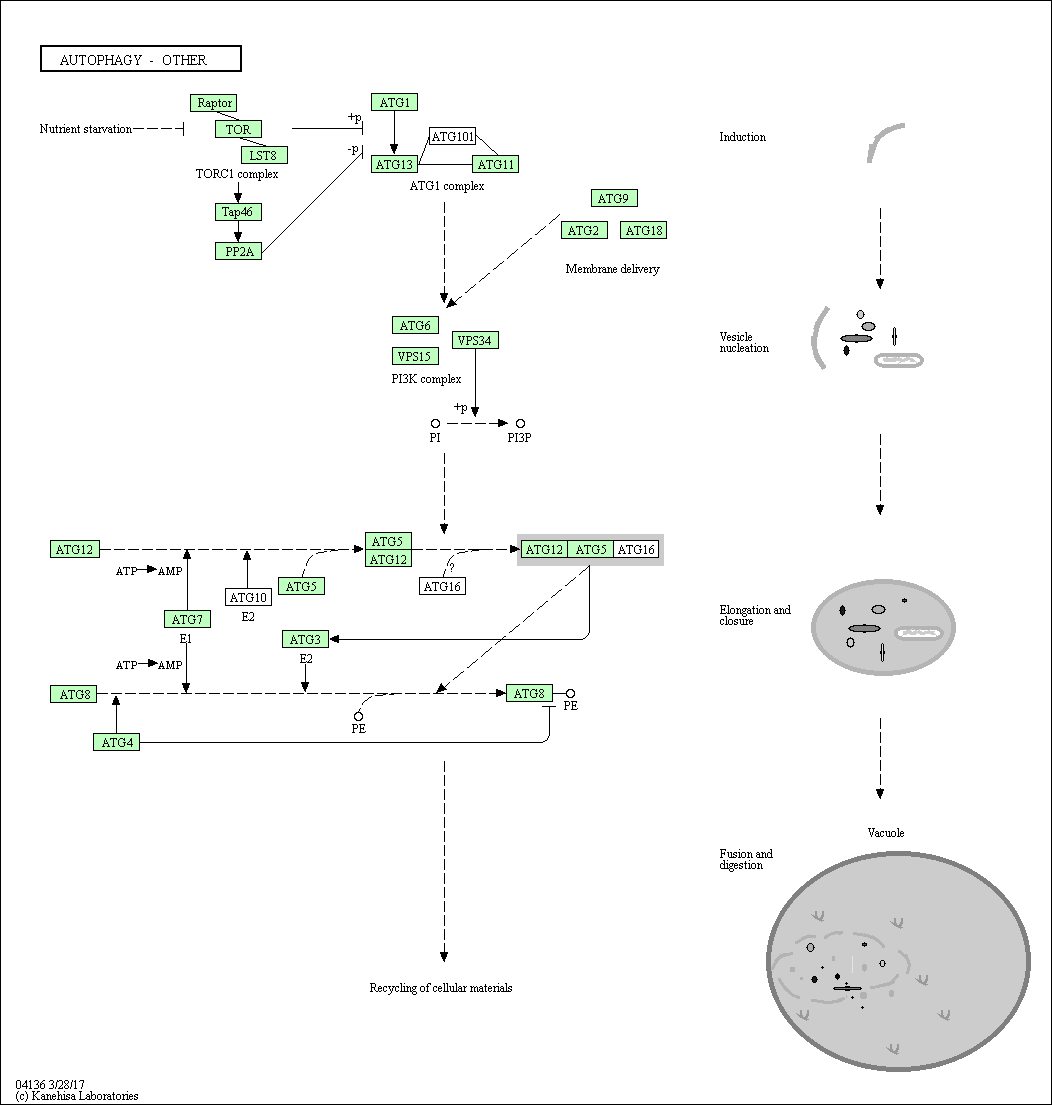 AUTOPHAGY - OTHER
Raptor
ATG1
Nutrient starvation
TOR
+p
ATG101
Induction
-p
LST8
ATG13
ATG11
TORC1 complex
ATG1 complex
Tap46
ATG9
PP2A
ATG2
ATG18
Membrane delivery
ATG6
VPS34
Vesicle
nucleation
VPS15
PI3K complex
+p
PI
PI3P
ATG12
ATG5
ATG12
ATG12
ATG5
ATG16
ATP
AMP
?
ATG5
ATG16
ATG10
E2
ATG7
E1
Elongation and
closure
ATG3
E2
ATP
AMP
ATG8
ATG8
PE
PE
ATG4
Vacuole
Fusion and
digestion
Recycling of cellular materials
04136 3/28/17
(c) Kanehisa Laboratories